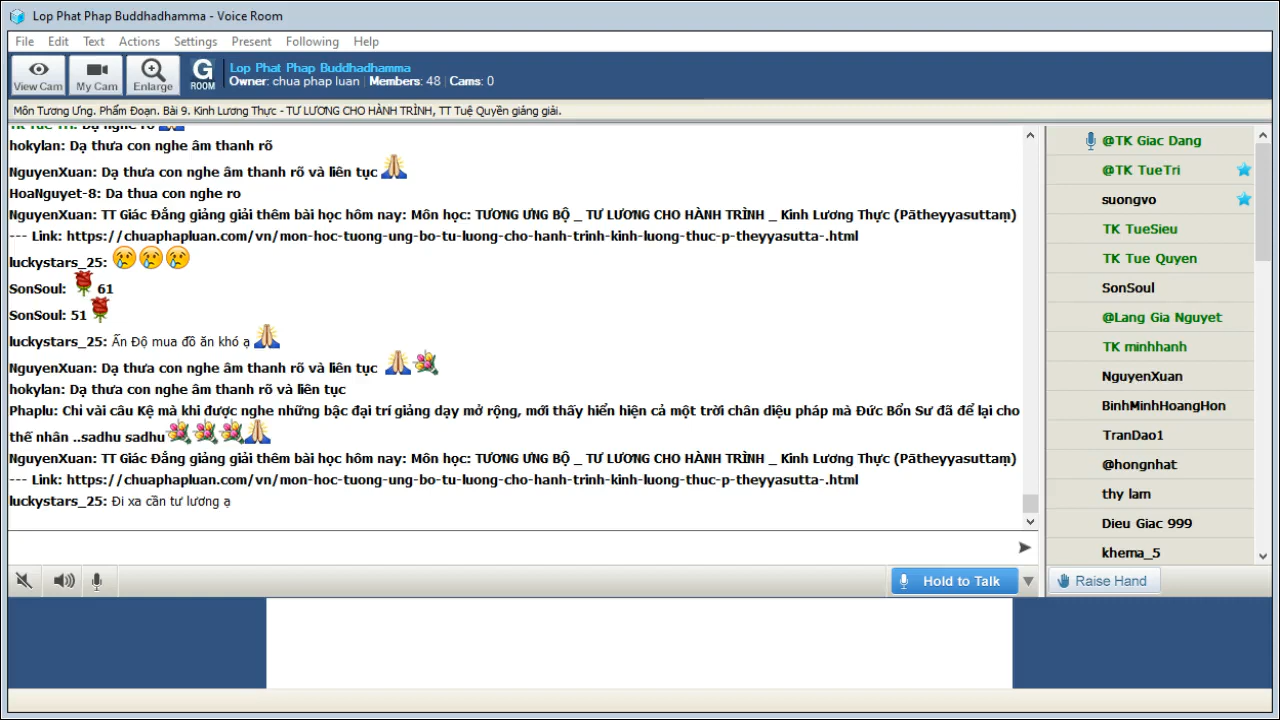 Lop Phat Phap Buddhadhamma - Voice Room
File Edit Text Actions Settings Present Following Help
View Cam
My Cam
Enlarge
G
ROOM
Lop Phat Phap Buddhadhamma
Owner: chua phap luan | Members: 48 | Cams: 0
Môn Tương Ưng. Phẩm Đoạn. Bài 9. Kinh Lương Thực - TƯ LƯƠNG CHO HÀNH TRÌNH, TT Tuệ Quyền giảng giải.
TK Tue Tri: Dạ nghe rõ
hokylan: Dạ thưa con nghe âm thanh rõ
NguyenXuan: Dạ thưa con nghe âm thanh rõ và liên tục
HoaNguyet-8: Da thua con nghe ro
NguyenXuan: TT Giác Đẳng giảng giải thêm bài học hôm nay: Môn học: TƯƠNG ƯNG BỘ _ TƯ LƯƠNG CHO HÀNH TRÌNH _ Kinh Lương Thực (Pātheyyasuttaṃ)
--- Link: https://chuaphapluan.com/vn/mon-hoc-tuong-ung-bo-tu-luong-cho-hanh-trinh-kinh-luong-thuc-p-theyyasutta-.html
luckystars_25:
SonSoul: 61
SonSoul: 51
luckystars_25: Ấn Độ mua đồ ăn khó ạ
NguyenXuan: Dạ thưa con nghe âm thanh rõ và liên tục
hokylan: Dạ thưa con nghe âm thanh rõ và liên tục
Phaplu: Chỉ vài câu Kệ mà khi được nghe những bậc đại trí giảng dạy mở rộng, mới thấy hiển hiện cả một trời chân diệu pháp mà Đức Bổn Sư đã để lại cho
thế nhân ..sadhu sadhu
NguyenXuan: TT Giác Đẳng giảng giải thêm bài học hôm nay: Môn học: TƯƠNG ƯNG BỘ _ TƯ LƯƠNG CHO HÀNH TRÌNH _ Kinh Lương Thực (Pātheyyasuttaṃ)
--- Link: https://chuaphapluan.com/vn/mon-hoc-tuong-ung-bo-tu-luong-cho-hanh-trinh-kinh-luong-thuc-p-theyyasutta-.html
luckystars_25: Đi xa cần tư lương ạ
@TK Giac Dang
@TK TueTri
suongvo
TK TueSieu
TK Tue Quyen
SonSoul
@Lang Gia Nguyet
TK minhhanh
NguyenXuan
BinhMinhHoangHon
TranDao1
@hongnhat
thy lam
Dieu Giac 999
khema_5
Hold to Talk
Raise Hand